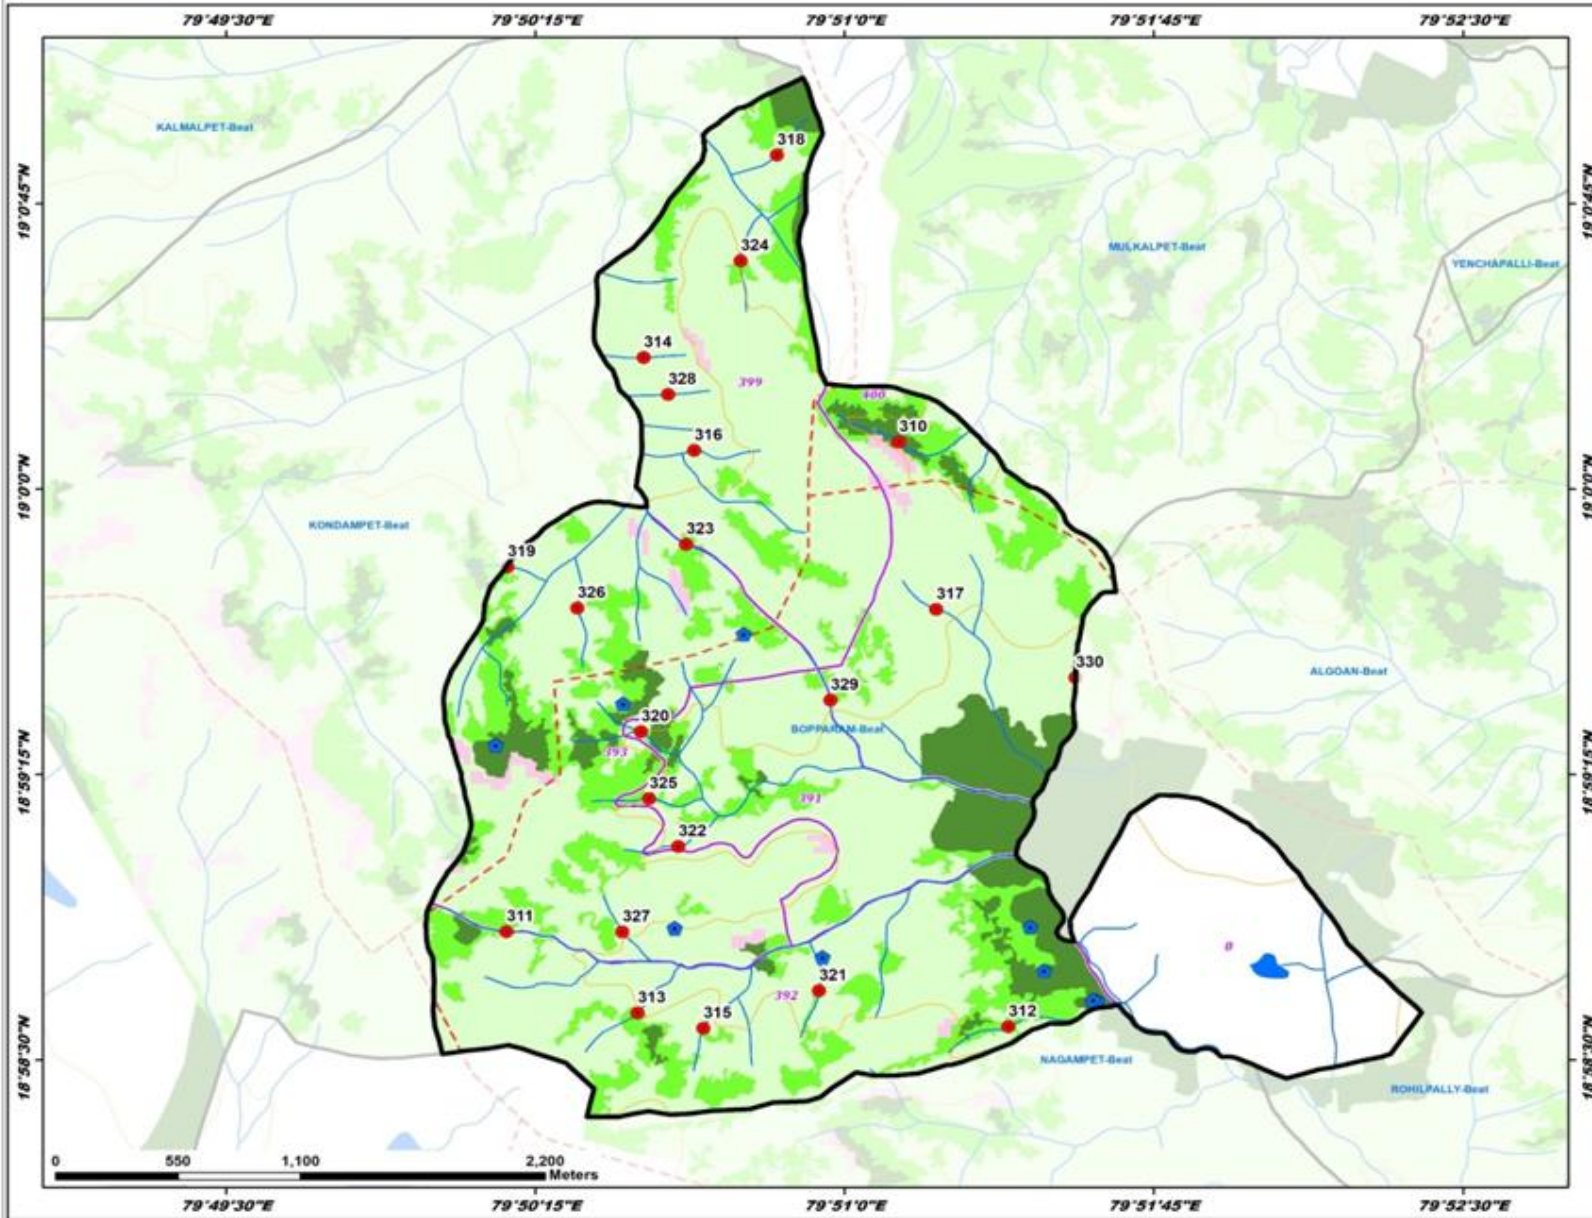 79°49'30"E 79°50'15"E 79°51'0"E 79°51'45"E 79°52'30"E
KALMALPET-Beat
318
19°0'45"N 19°0'45"N
324
MULKALPET-Beat
YENCHAPALLI-Beat
314
328
399
400
316
310
19°0'0"N 19°0'0"N
KONDAMPET-Beat
323
319
326
317
330
ALGOAN-Beat
329
320
BOPPARAM-Beat
393
18°59'15"N 18°59'15"N
325
391
322
311
327
0
321
392
313
315
312
18°58'30"N 18°58'30"N
NAGAMPET-Beat
ROHILPALLY-Beat
0 550 1,100 2,200
Meters
79°49'30"E 79°50'15"E 79°51'0"E 79°51'45"E 79°52'30"E